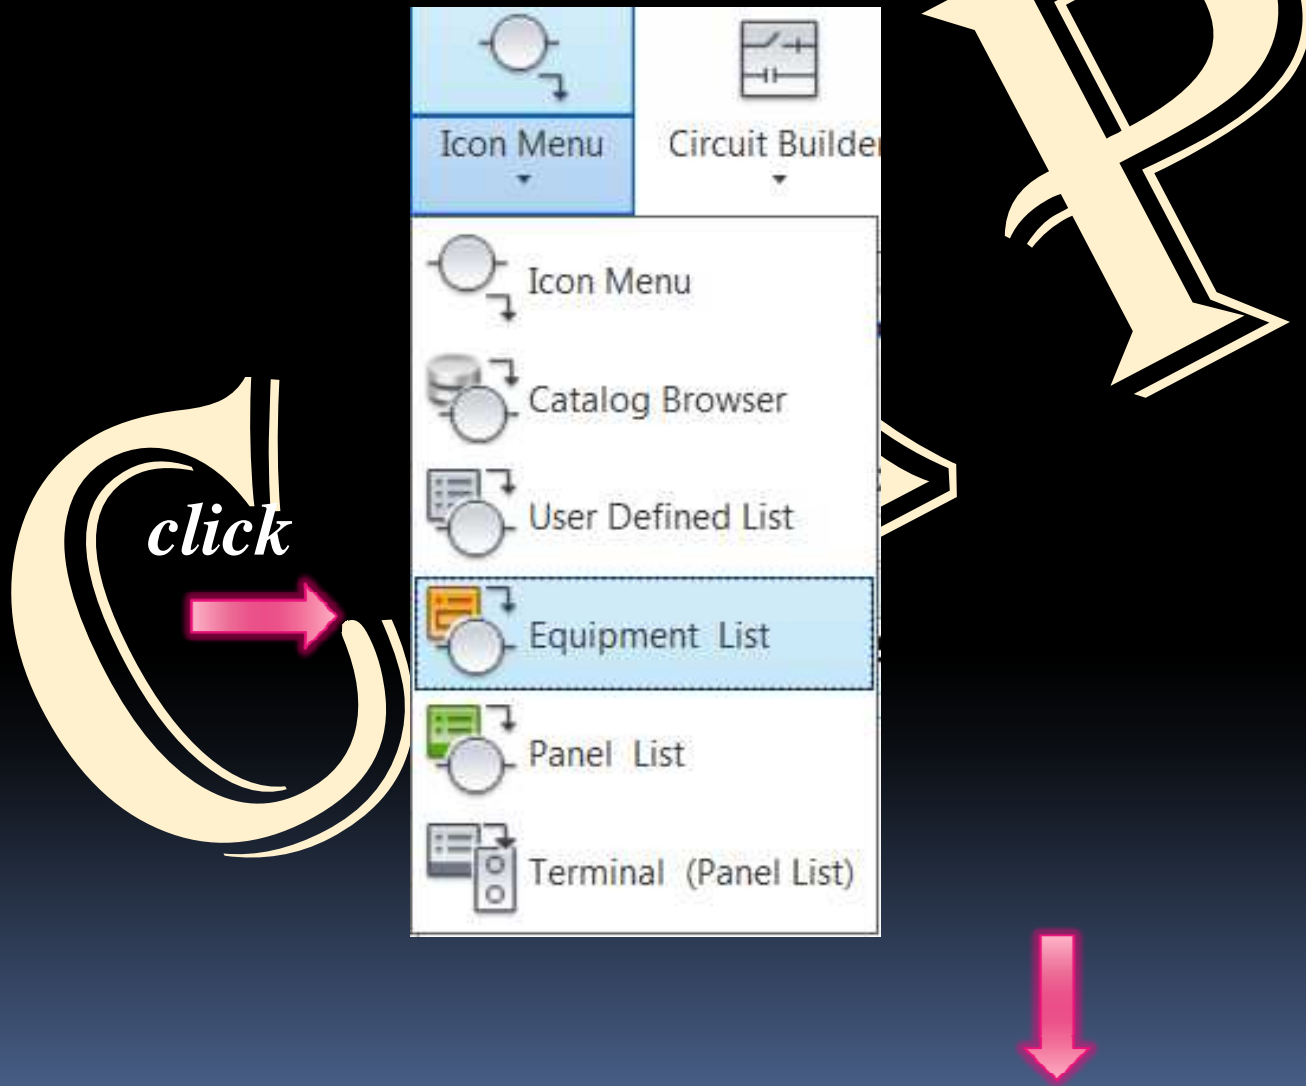 Icon Menu
Circuit Builde
Icon Menu
Catalog Browser
User Defined List
Equipment List
Panel List
Terminal (Panel List)
click
C
P